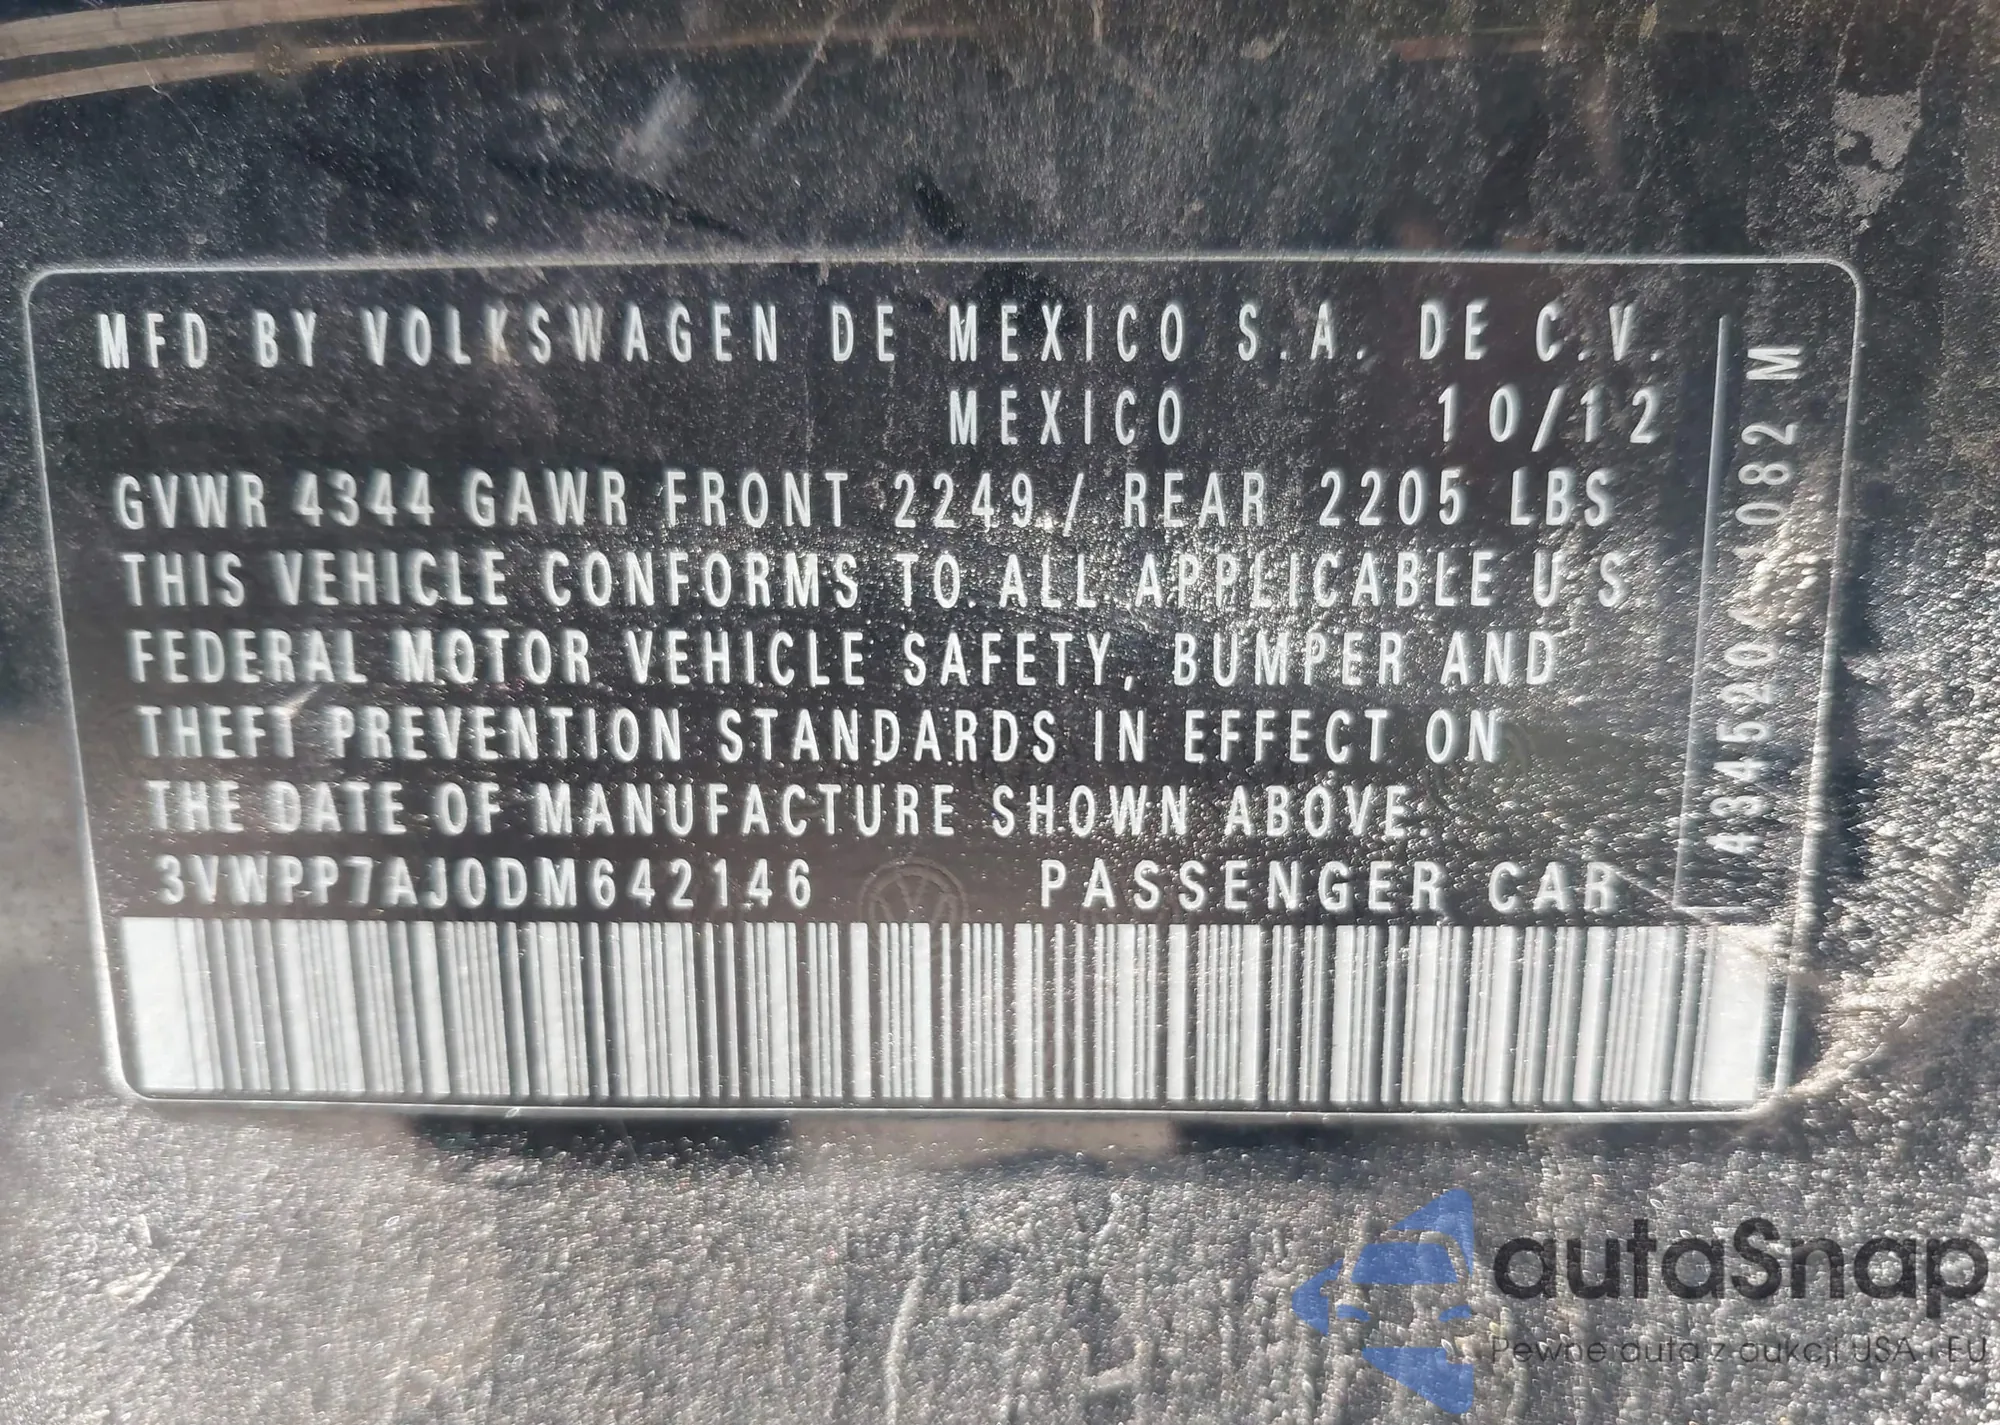 MFD BY VOLKSWAGEN DE MEXICO S.A. DE C.V.
MEXICO 10/12
GVWR 4344 GAWR FRONT 2249 / REAR 2205 LBS
THIS VEHICLE CONFORMS TO ALL APPLICABLE U S
FEDERAL MOTOR VEHICLE SAFETY, BUMPER AND
THEFT PREVENTION STANDARDS IN EFFECT ON
THE DATE OF MANUFACTURE SHOWN ABOVE.
3VWPP7AJ0DM642146 PASSENGER CAR
autaSnap
Pewne auta z aukcji USA i EU